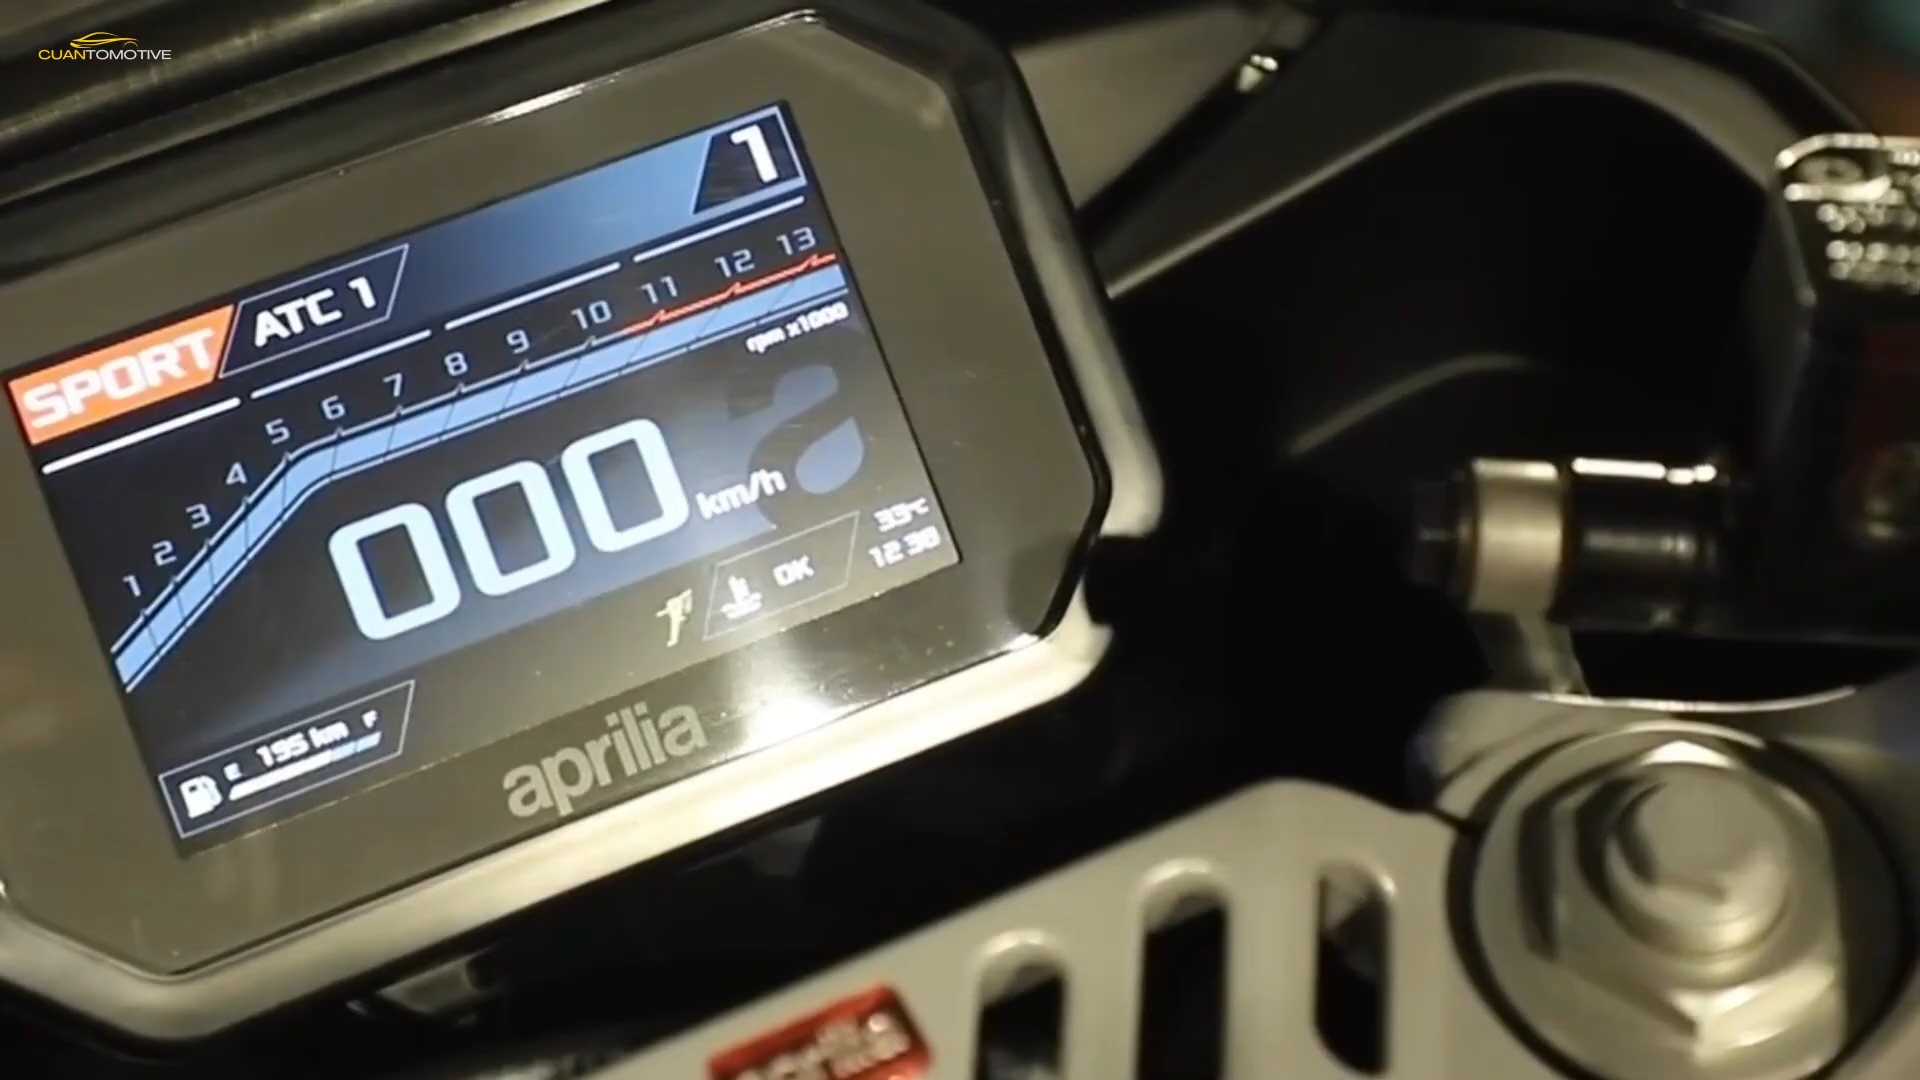 CUANTOMOTIVE
1
SPORT ATC 1
1 2 3 4 5 6 7 8 9 10 11 12 13
rpm x1000
000 km/h
a
33°C
OK 12:38
E 195 km F
aprilia